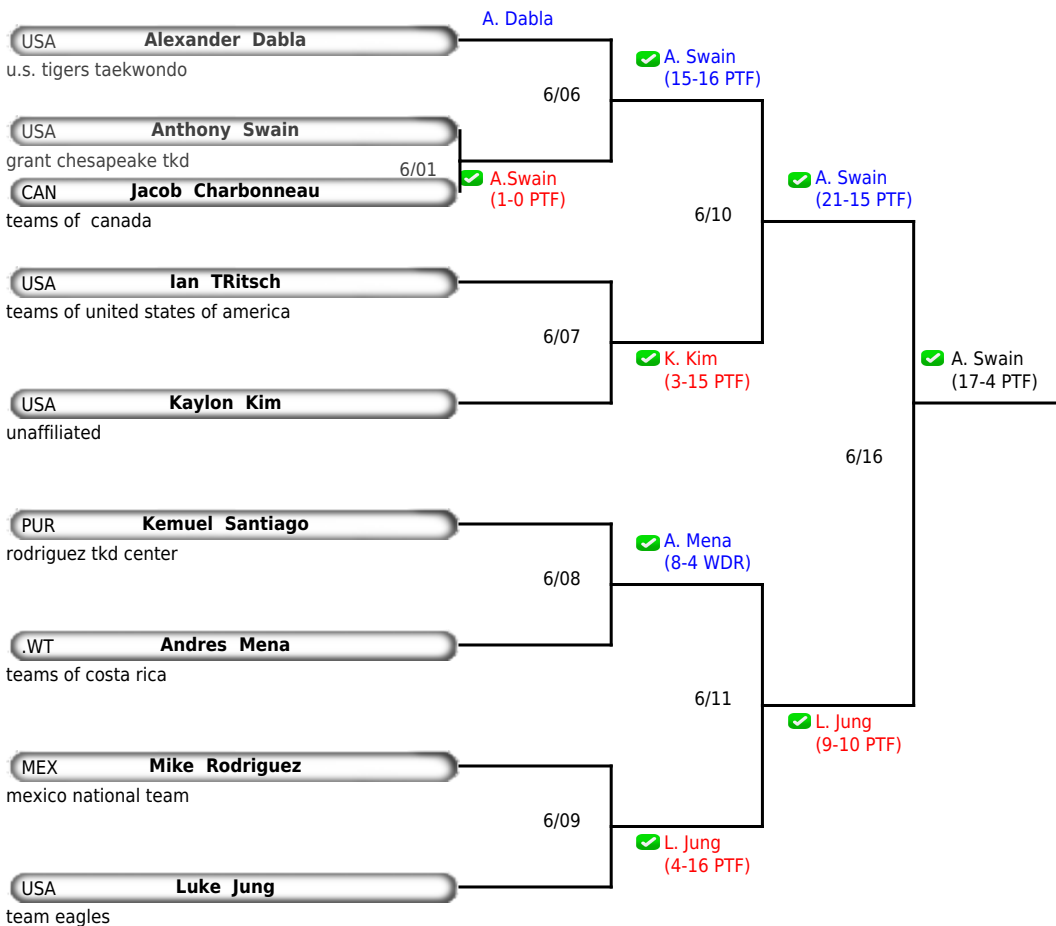 A. Dabla
USA Alexander Dabla
u.s. tigers taekwondo
A. Swain
(15-16 PTF)
6/06
USA Anthony Swain
grant chesapeake tkd
6/01
A.Swain
(1-0 PTF)
CAN Jacob Charbonneau
teams of canada
A. Swain
(21-15 PTF)
6/10
USA Ian TRitsch
teams of united states of america
6/07
K. Kim
(3-15 PTF)
A. Swain
(17-4 PTF)
USA Kaylon Kim
unaffiliated
6/16
PUR Kemuel Santiago
rodriguez tkd center
A. Mena
(8-4 WDR)
6/08
.WT Andres Mena
teams of costa rica
6/11
L. Jung
(9-10 PTF)
MEX Mike Rodriguez
mexico national team
6/09
L. Jung
(4-16 PTF)
USA Luke Jung
team eagles